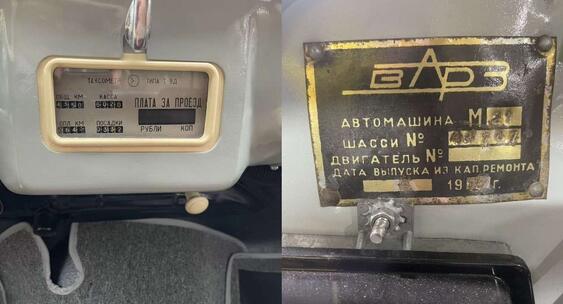 ТАКСОМЕТР ТИПА
ОБЩ. КМ. КАССА
ПЛАТА ЗА ПРОЕЗД
ОПЛ. КМ. ПОСАДКИ
РУБЛИ КОП
ВАРЗ
АВТОМАШИНА М
ШАССИ №
ДВИГАТЕЛЬ №
ДАТА ВЫПУСКА ИЗ КАП. РЕМОНТА
19 г.